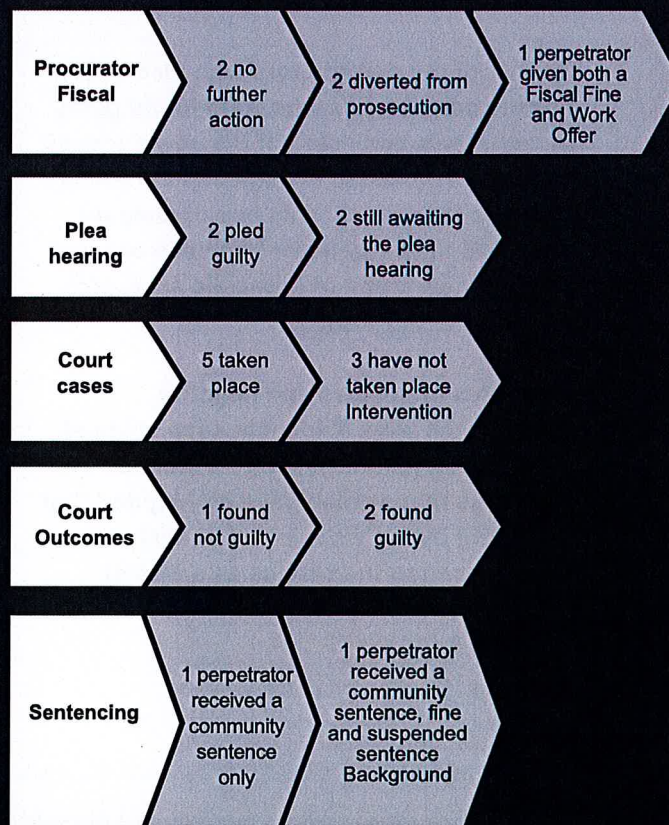 Procurator
Fiscal
2 no
further
action
2 diverted from
prosecution
1 perpetrator
given both a
Fiscal Fine
and Work
Offer
Plea
hearing
2 pled
guilty
2 still awaiting
the plea
hearing
Court
cases
5 taken
place
3 have not
taken place
Intervention
Court
Outcomes
1 found
not guilty
2 found
guilty
Sentencing
1 perpetrator
received a
community
sentence
only
1 perpetrator
received a
community
sentence, fine
and suspended
sentence
Background